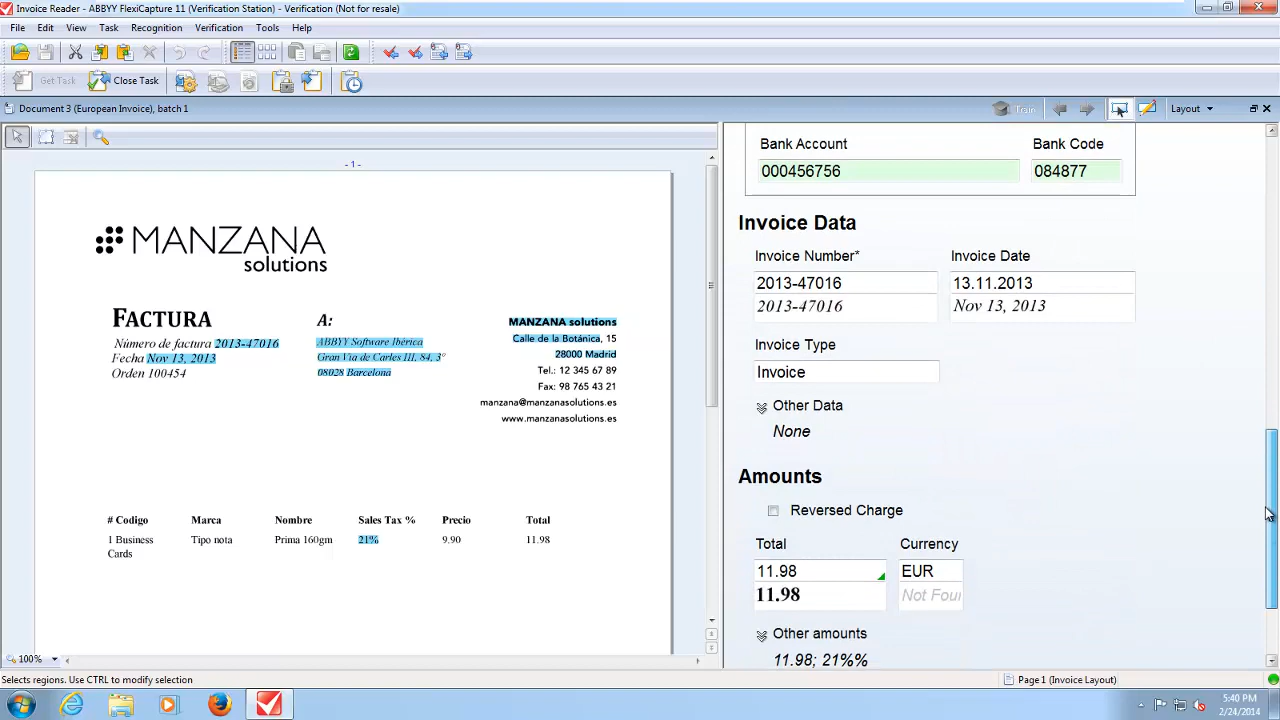 Invoice Reader - ABBYY FlexiCapture 11 (Verification Station) - Verification (Not for resale)
File Edit View Task Recognition Verification Tools Help
Get Task Close Task
Document 3 (European Invoice), batch 1
Train Layout
- 1 -
MANZANA
solutions
FACTURA
Número de factura 2013-47016
Fecha Nov 13, 2013
Orden 100454
A:
ABBYY Software Ibérica
Gran Via de Carles III, 84, 3º
08028 Barcelona
MANZANA solutions
Calle de la Botánica, 15
28000 Madrid
Tel.: 12 345 67 89
Fax: 98 765 43 21
manzana@manzanasolutions.es
www.manzanasolutions.es
# Codigo Marca Nombre Sales Tax % Precio Total
1 Business Tipo nota Prima 160gm 21% 9.90 11.98
Cards
100%
Bank Account Bank Code
000456756 084877
Invoice Data
Invoice Number* Invoice Date
2013-47016 13.11.2013
2013-47016 Nov 13, 2013
Invoice Type
Invoice
Other Data
None
Amounts
Reversed Charge
Total Currency
11.98 EUR
11.98 Not Fou
Other amounts
11.98; 21%%
Selects regions. Use CTRL to modify selection
Page 1 (Invoice Layout)
5:40 PM
2/24/2014